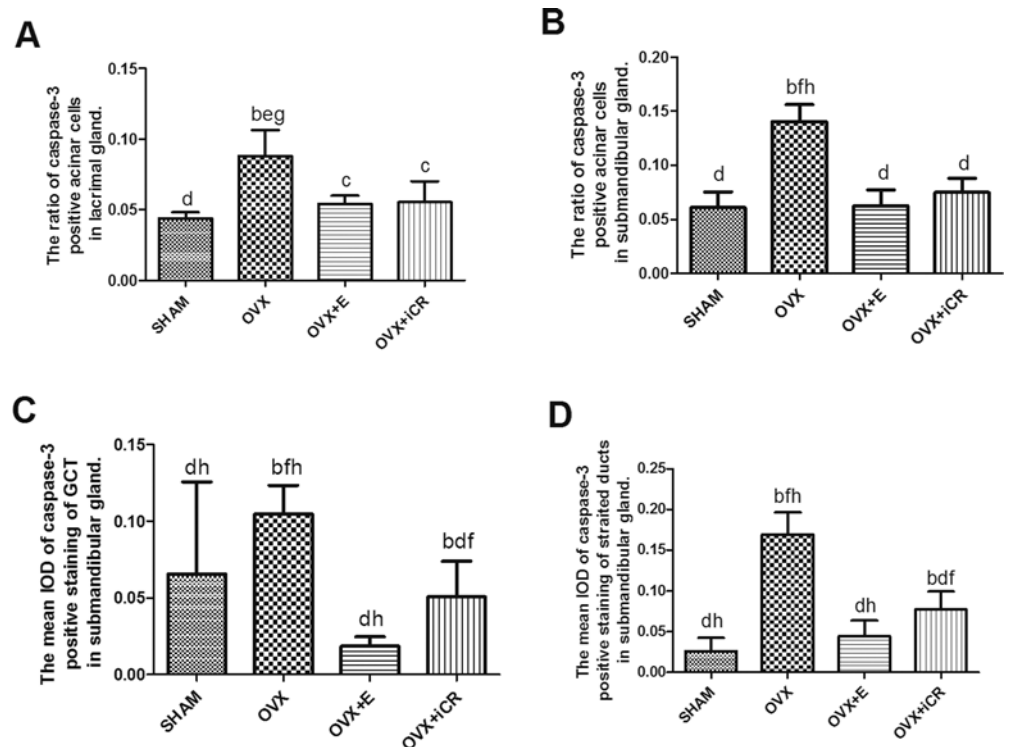 A
The ratio of caspase-3
positive acinar cells
in lacrimal gland.
0.15
0.10
0.05
0.00
d
beg
c
c
SHAM
OVX
OVX+E
OVX+iCR
B
The ratio of caspase-3
positive acinar cells
in submandibular gland.
0.20
0.15
0.10
0.05
0.00
d
bfh
d
d
SHAM
OVX
OVX+E
OVX+iCR
C
The mean IOD of caspase-3
positive staining of GCT
in submandibular gland.
0.15
0.10
0.05
0.00
dh
bfh
dh
bdf
SHAM
OVX
OVX+E
OVX+iCR
D
The mean IOD of caspase-3
positive staining of straited ducts
in submandibular gland.
0.25
0.20
0.15
0.10
0.05
0.00
dh
bfh
dh
bdf
SHAM
OVX
OVX+E
OVX+iCR